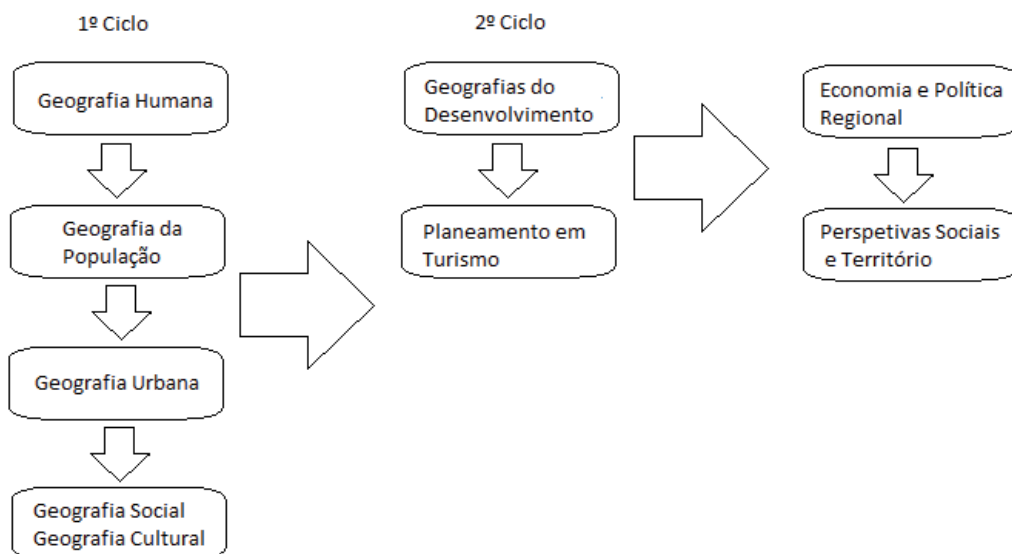 1º Ciclo
Geografia Humana
Geografia da
População
Geografia Urbana
Geografia Social
Geografia Cultural
2º Ciclo
Geografias do
Desenvolvimento
Planeamento em
Turismo
Economia e Política
Regional
Perspetivas Sociais
e Território